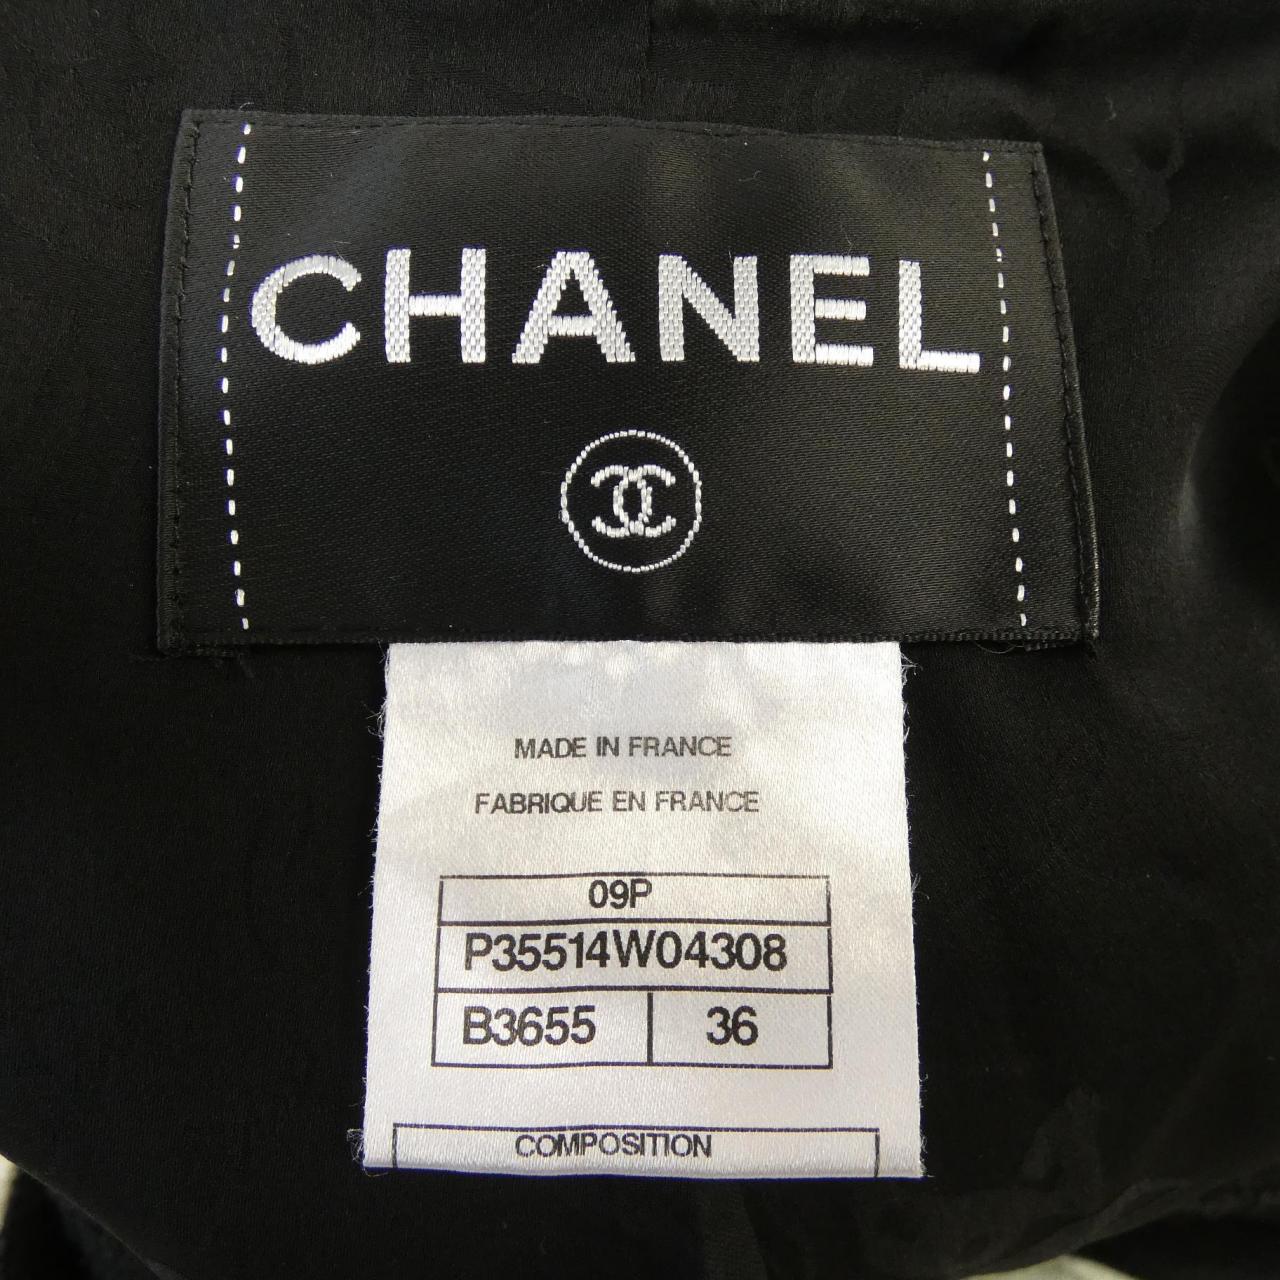 CHANEL
MADE IN FRANCE
FABRIQUE EN FRANCE
09P
P35514W04308
B3655 36
COMPOSITION